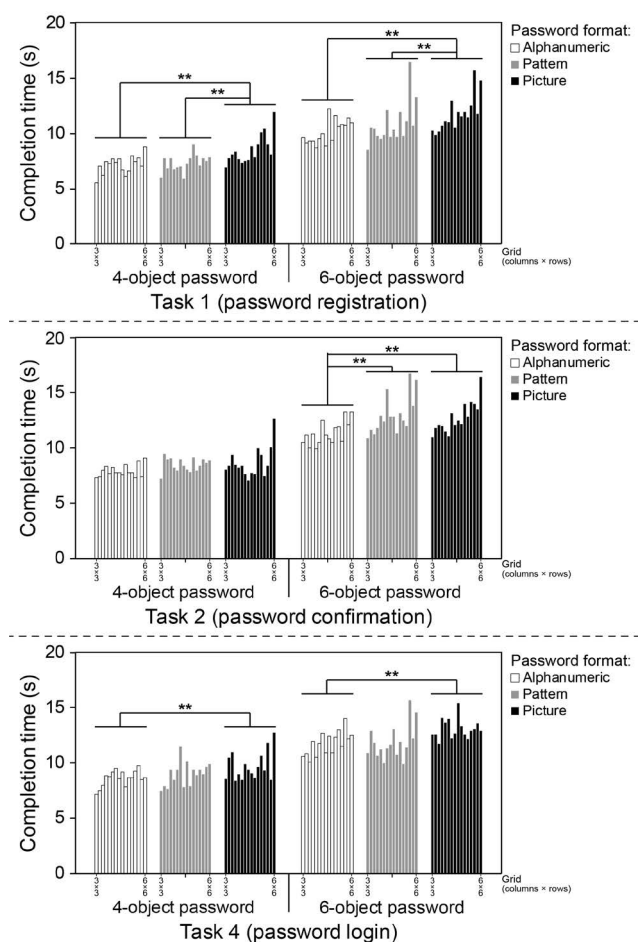 20
15
10
5
0
Completion time (s)
**
**
**
**
Password format:
Alphanumeric
Pattern
Picture
3×3 6×6 3×3 6×6 3×3 6×6 3×3 6×6 3×3 6×6 3×3 6×6
Grid
(columns × rows)
4-object password 6-object password
Task 1 (password registration)
20
15
10
5
0
Completion time (s)
**
**
Password format:
Alphanumeric
Pattern
Picture
3×3 6×6 3×3 6×6 3×3 6×6 3×3 6×6 3×3 6×6 3×3 6×6
Grid
(columns × rows)
4-object password 6-object password
Task 2 (password confirmation)
20
15
10
5
0
Completion time (s)
**
**
Password format:
Alphanumeric
Pattern
Picture
3×3 6×6 3×3 6×6 3×3 6×6 3×3 6×6 3×3 6×6 3×3 6×6
Grid
(columns × rows)
4-object password 6-object password
Task 4 (password login)